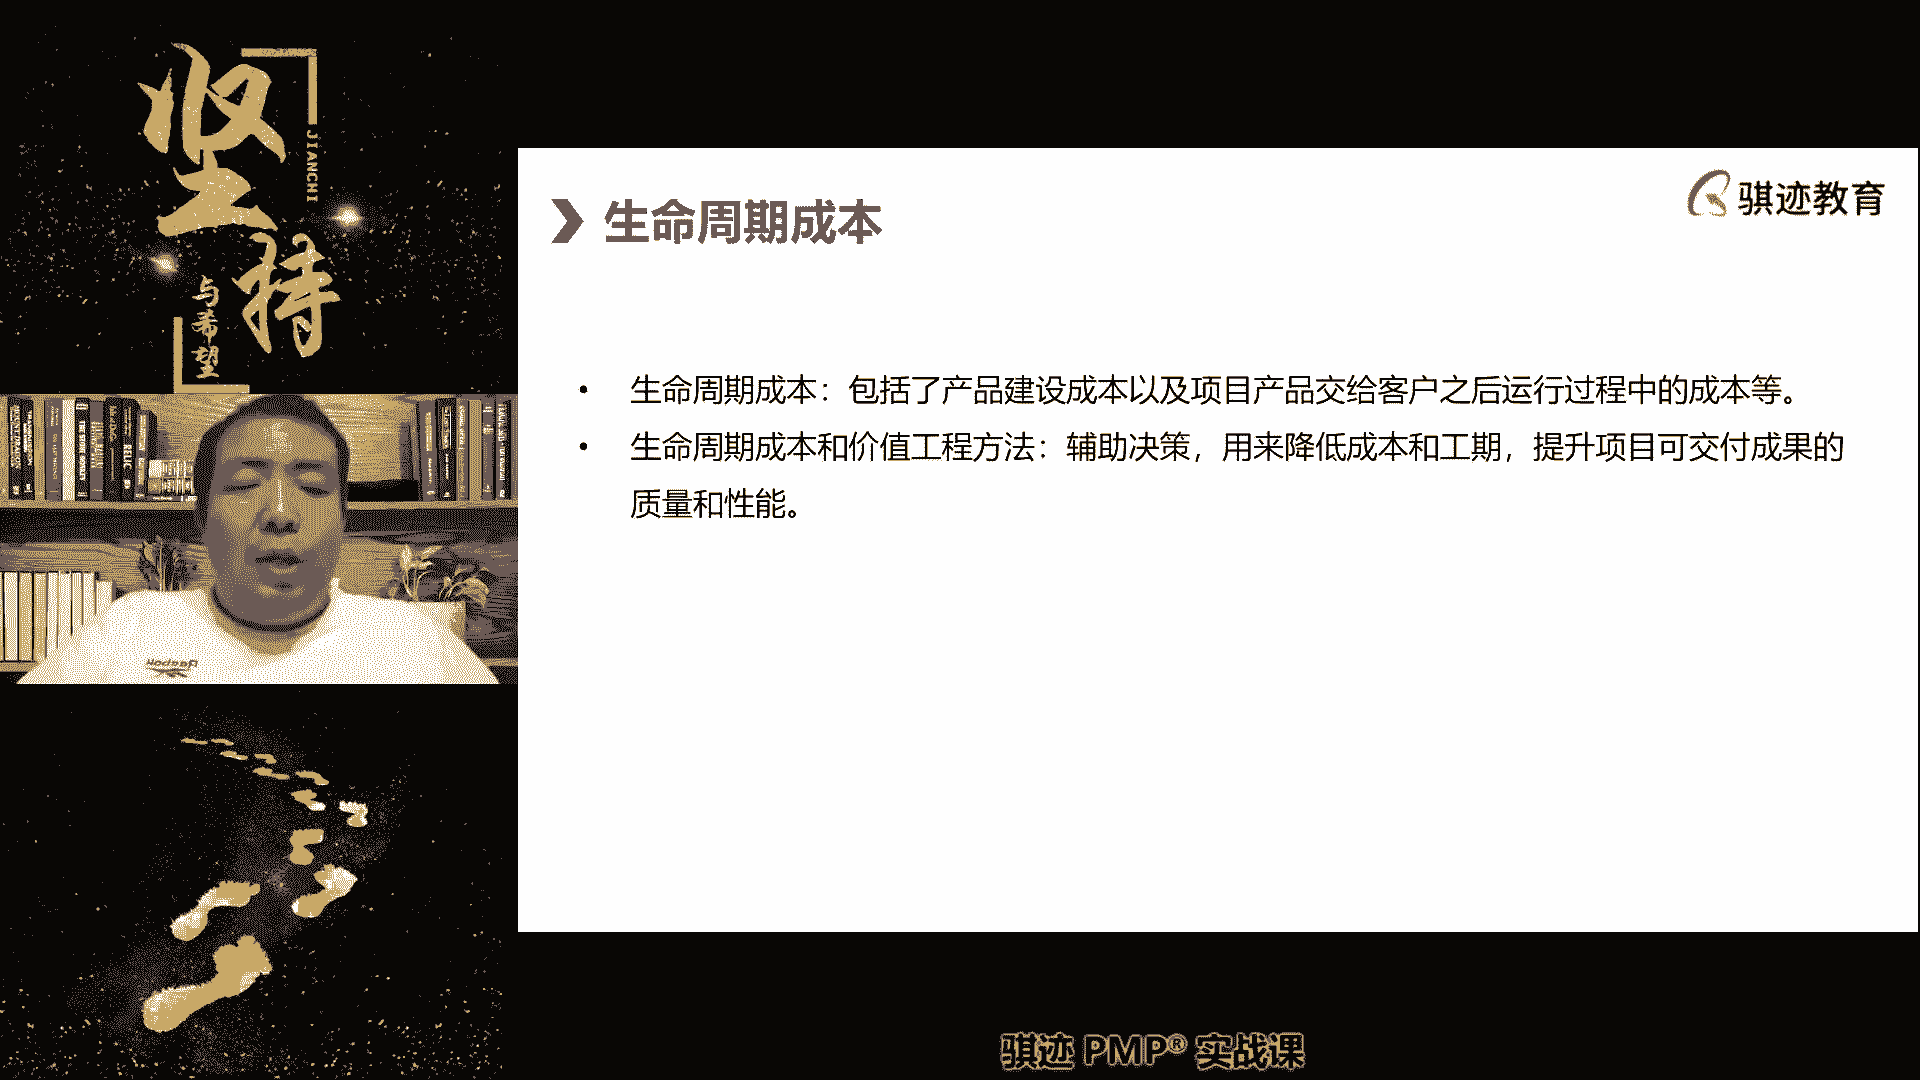 坚持
JIANCHI
与希望
骐迹教育
生命周期成本
• 生命周期成本：包括了产品建设成本以及项目产品交给客户之后运行过程中的成本等。
• 生命周期成本和价值工程方法：辅助决策，用来降低成本和工期，提升项目可交付成果的
质量和性能。
骐迹 PMP® 实战课